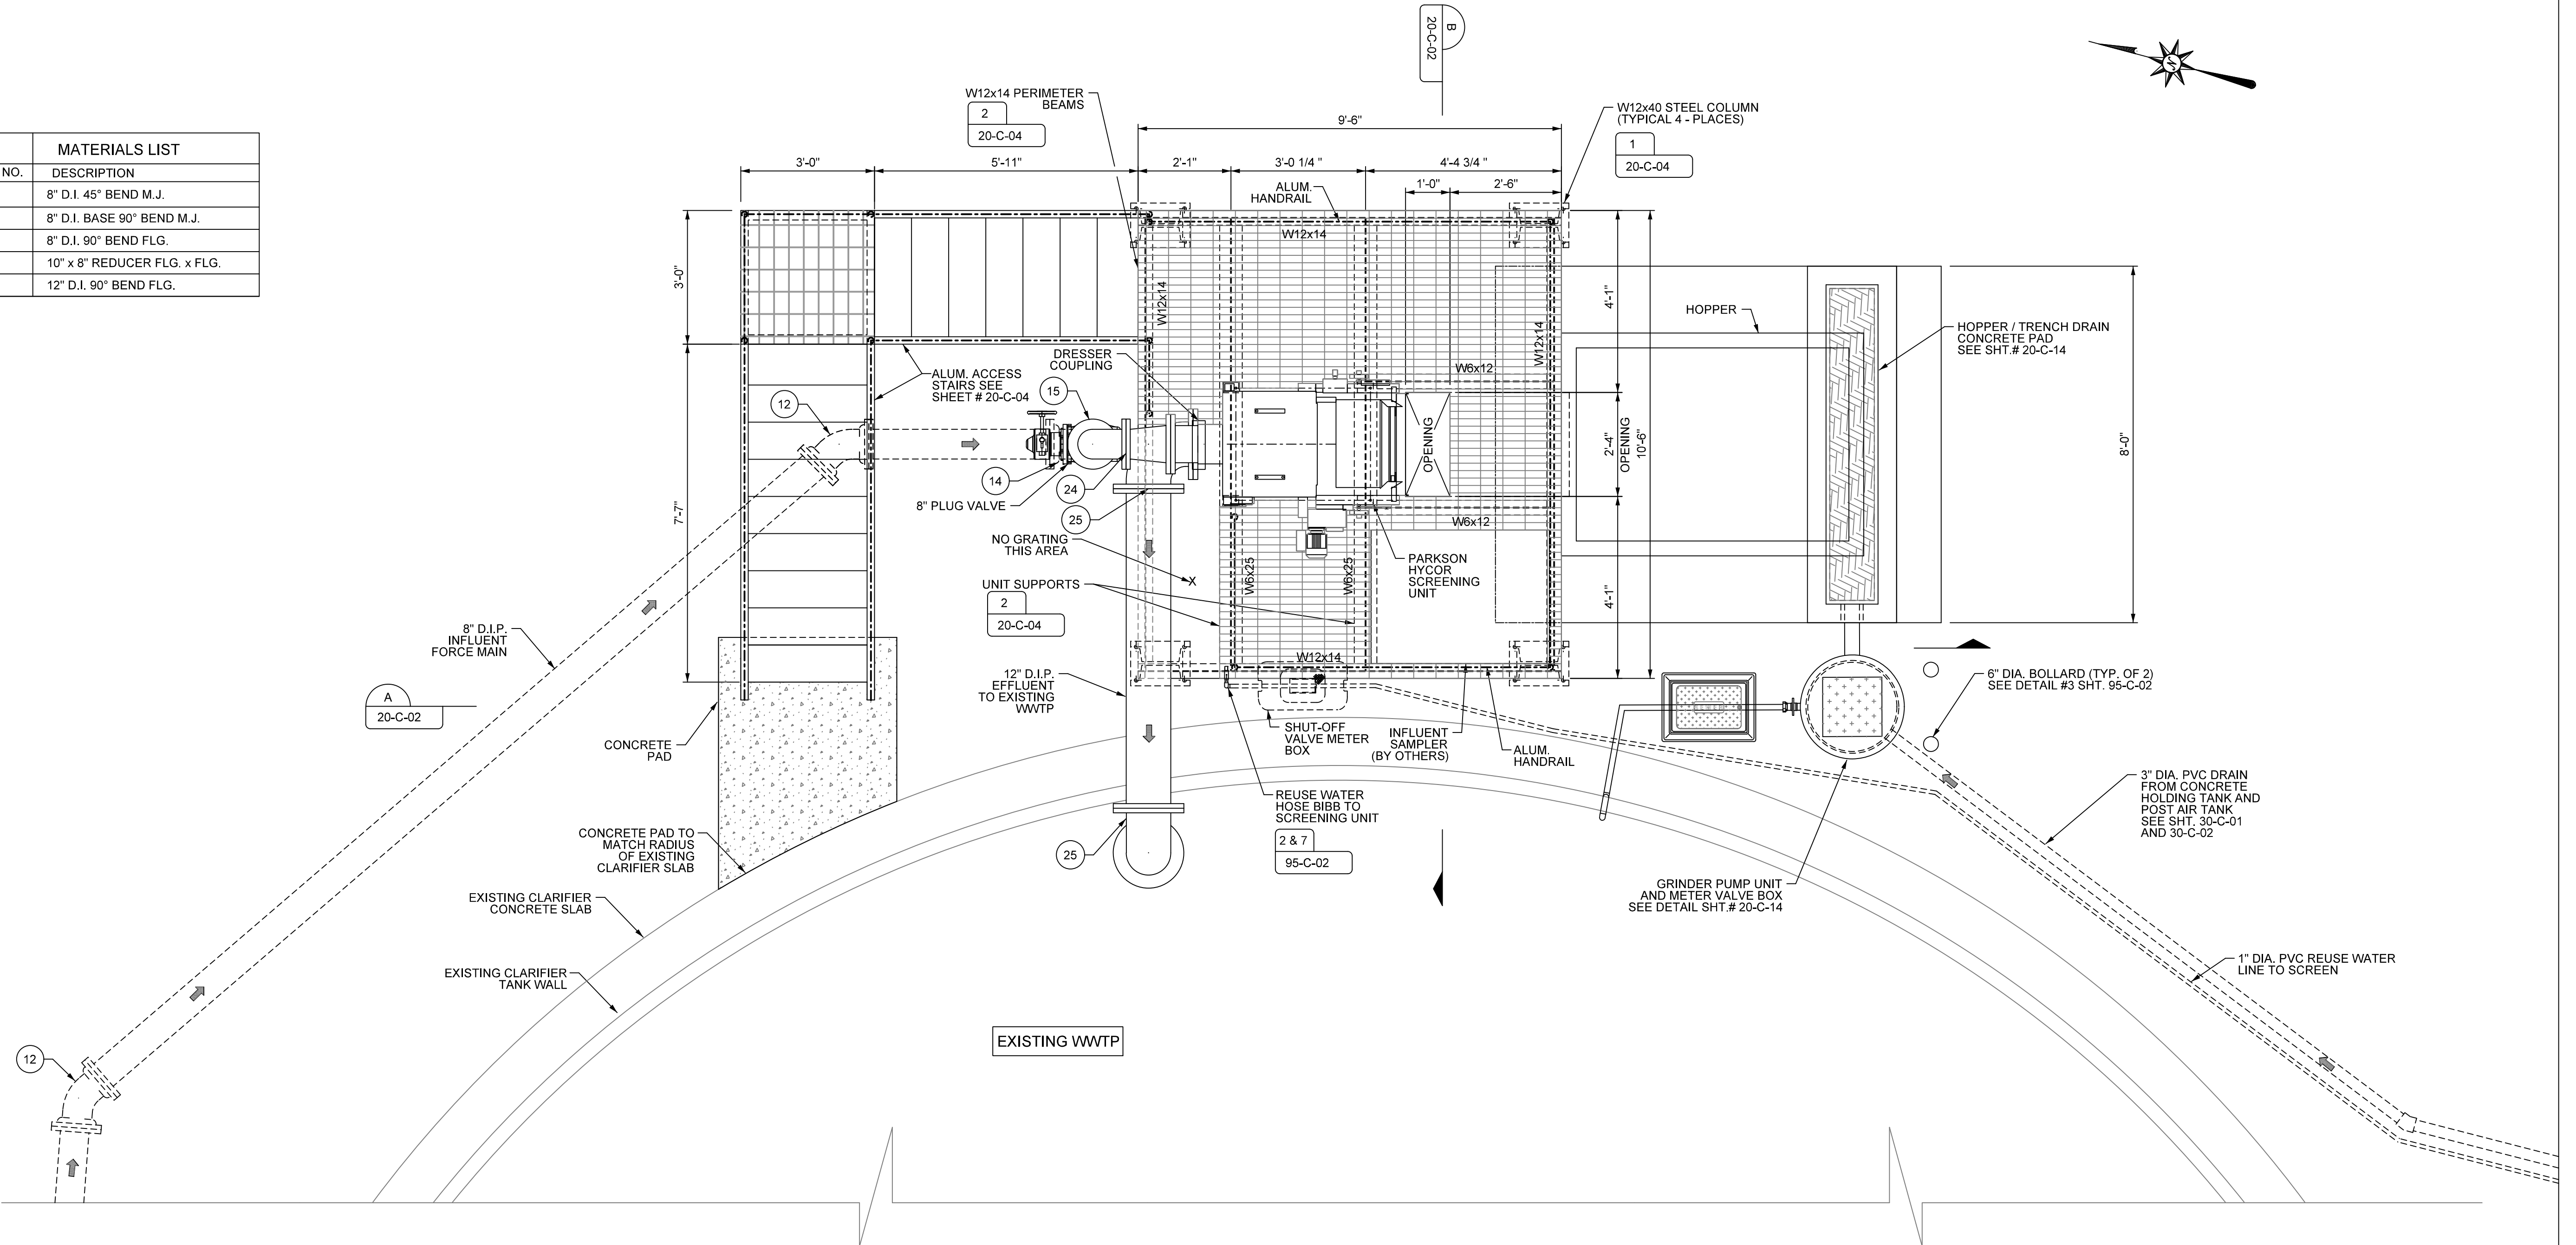 B
20-C-02
N
MATERIALS LIST
NO.
DESCRIPTION
8" D.I. 45° BEND M.J.
8" D.I. BASE 90° BEND M.J.
8" D.I. 90° BEND FLG.
10" x 8" REDUCER FLG. x FLG.
12" D.I. 90° BEND FLG.
W12x14 PERIMETER
BEAMS
2
20-C-04
9'-6"
W12x40 STEEL COLUMN
(TYPICAL 4 - PLACES)
1
20-C-04
3'-0"
5'-11"
2'-1"
3'-0 1/4 "
4'-4 3/4 "
1'-0"
2'-6"
ALUM.
HANDRAIL
W12x14
3'-0"
W12x14
4'-1"
W12x14
HOPPER
HOPPER / TRENCH DRAIN
CONCRETE PAD
SEE SHT.# 20-C-14
DRESSER
COUPLING
W6x12
ALUM. ACCESS
STAIRS SEE
SHEET # 20-C-04
12
15
OPENING
2'-4"
OPENING
10'-6"
8'-0"
14
24
8" PLUG VALVE
25
7'-7"
W6x12
NO GRATING
THIS AREA
X
PARKSON
HYCOR
SCREENING
UNIT
W6x25
W6x25
UNIT SUPPORTS
2
20-C-04
4'-1"
8" D.I.P.
INFLUENT
FORCE MAIN
W12x14
12" D.I.P.
EFFLUENT
TO EXISTING
WWTP
6" DIA. BOLLARD (TYP. OF 2)
SEE DETAIL #3 SHT. 95-C-02
A
20-C-02
CONCRETE
PAD
SHUT-OFF
VALVE METER
BOX
INFLUENT
SAMPLER
(BY OTHERS)
ALUM.
HANDRAIL
REUSE WATER
HOSE BIBB TO
SCREENING UNIT
2 & 7
95-C-02
3" DIA. PVC DRAIN
FROM CONCRETE
HOLDING TANK AND
POST AIR TANK
SEE SHT. 30-C-01
AND 30-C-02
CONCRETE PAD TO
MATCH RADIUS
OF EXISTING
CLARIFIER SLAB
25
GRINDER PUMP UNIT
AND METER VALVE BOX
SEE DETAIL SHT.# 20-C-14
EXISTING CLARIFIER
CONCRETE SLAB
EXISTING CLARIFIER
TANK WALL
1" DIA. PVC REUSE WATER
LINE TO SCREEN
EXISTING WWTP
12